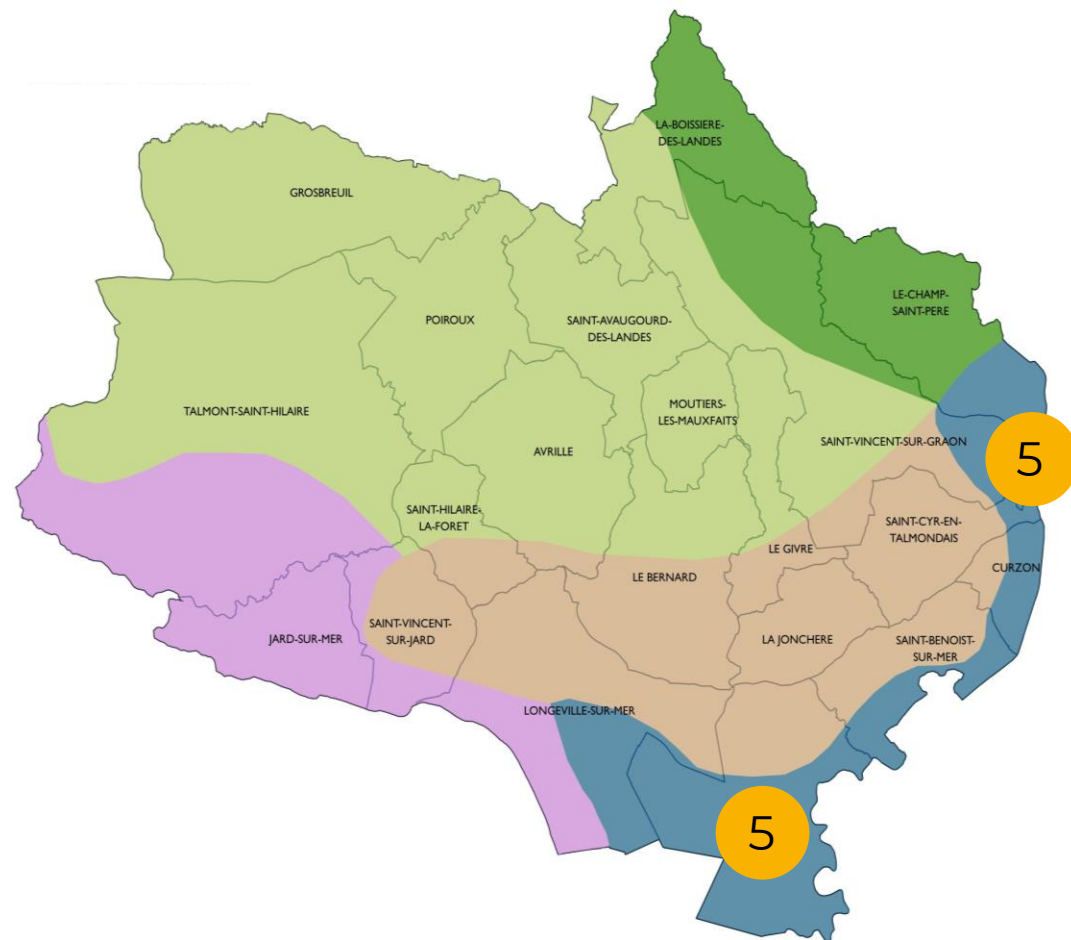 LA-BOISSIERE-
DES-LANDES
GROSBREUIL
LE-CHAMP-
SAINT-PERE
POIROUX
SAINT-AVAUGOURD-
DES-LANDES
TALMONT-SAINT-HILAIRE
MOUTIERS-
LES-MAUXFAITS
AVRILLE
SAINT-VINCENT-SUR-GRAON
5
SAINT-HILAIRE-
LA-FORET
SAINT-CYR-EN-
TALMONDAIS
LE GIVRE
LE BERNARD
CURZON
SAINT-VINCENT-
SUR-JARD
JARD-SUR-MER
LA JONCHERE
SAINT-BENOIST-
SUR-MER
LONGEVILLE-SUR-MER
5